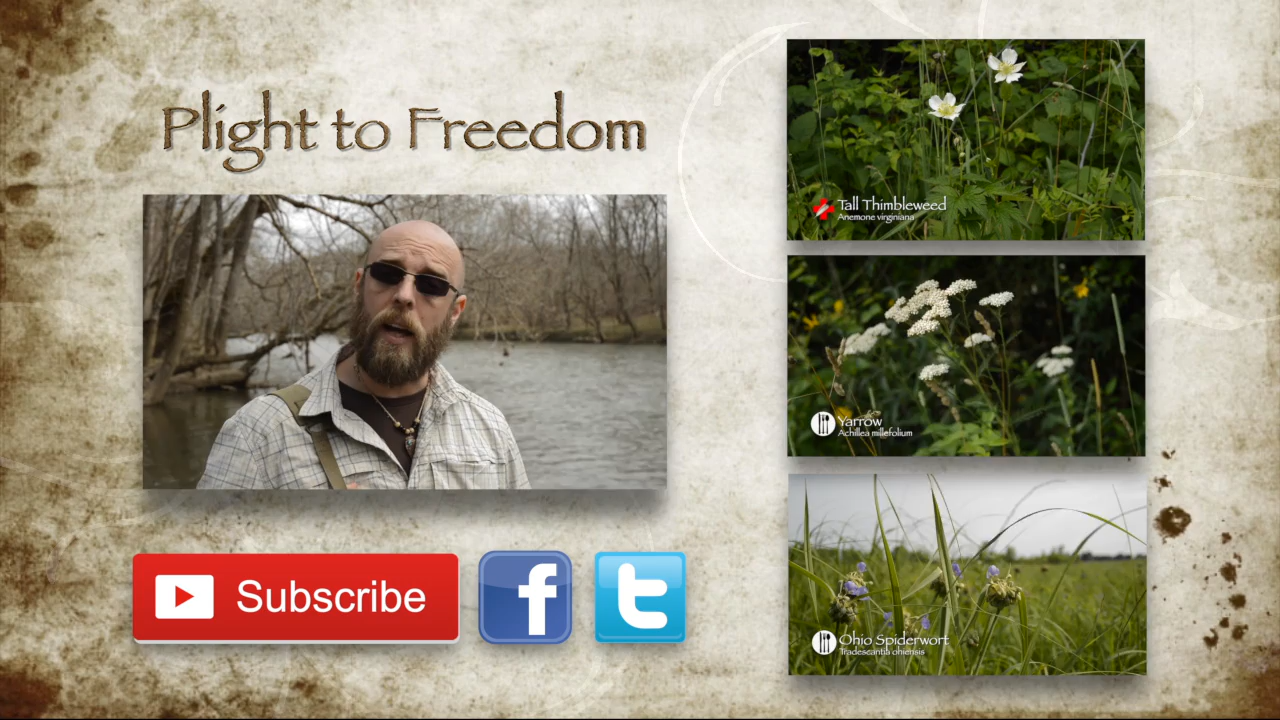 Plight to Freedom
Subscribe
f
t
Tall Thimbleweed
Anemone virginiana
Yarrow
Achillea millefolium
Ohio Spiderwort
Tradescantia ohiensis